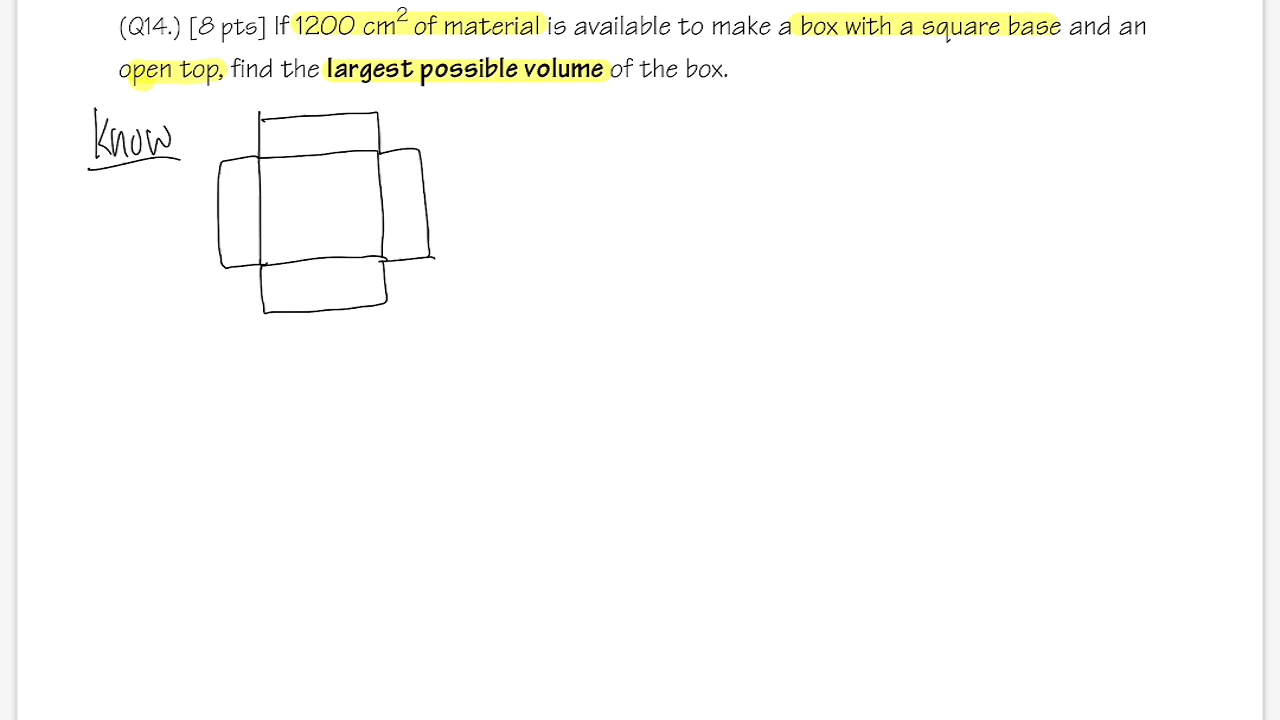 (Q14.) [8 pts] If 1200 cm² of material is available to make a box with a square base and an
open top, find the largest possible volume of the box.
Know